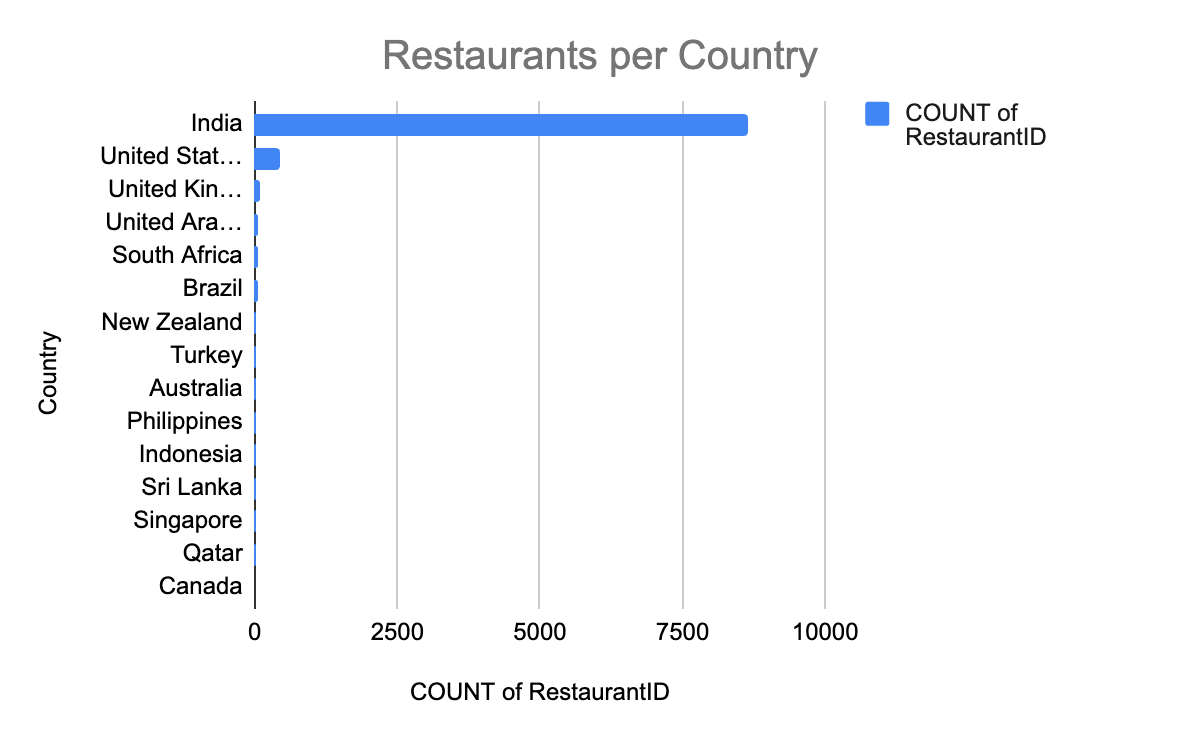 Restaurants per Country
COUNT of
RestaurantID
Country
India
United Stat…
United Kin…
United Ara…
South Africa
Brazil
New Zealand
Turkey
Australia
Philippines
Indonesia
Sri Lanka
Singapore
Qatar
Canada
0 2500 5000 7500 10000
COUNT of RestaurantID